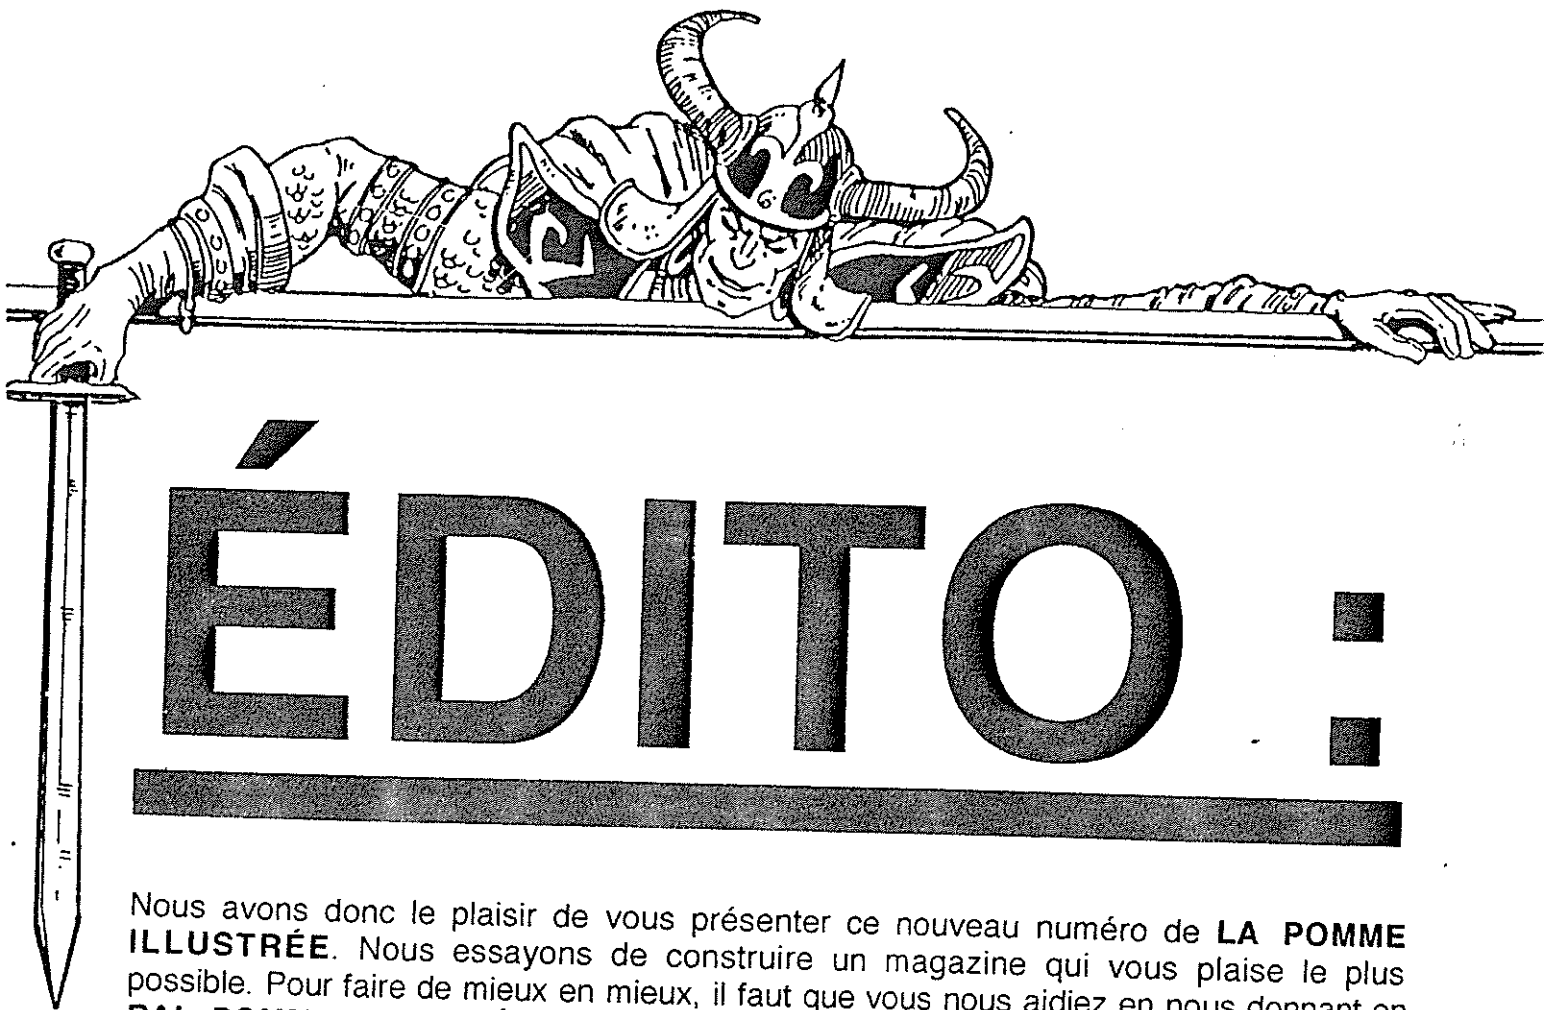 ÉDITO :
Nous avons donc le plaisir de vous présenter ce nouveau numéro de LA POMME
ILLUSTRÉE. Nous essayons de construire un magazine qui vous plaise le plus
possible. Pour faire de mieux en mieux, il faut que vous nous aidiez en nous donnant en